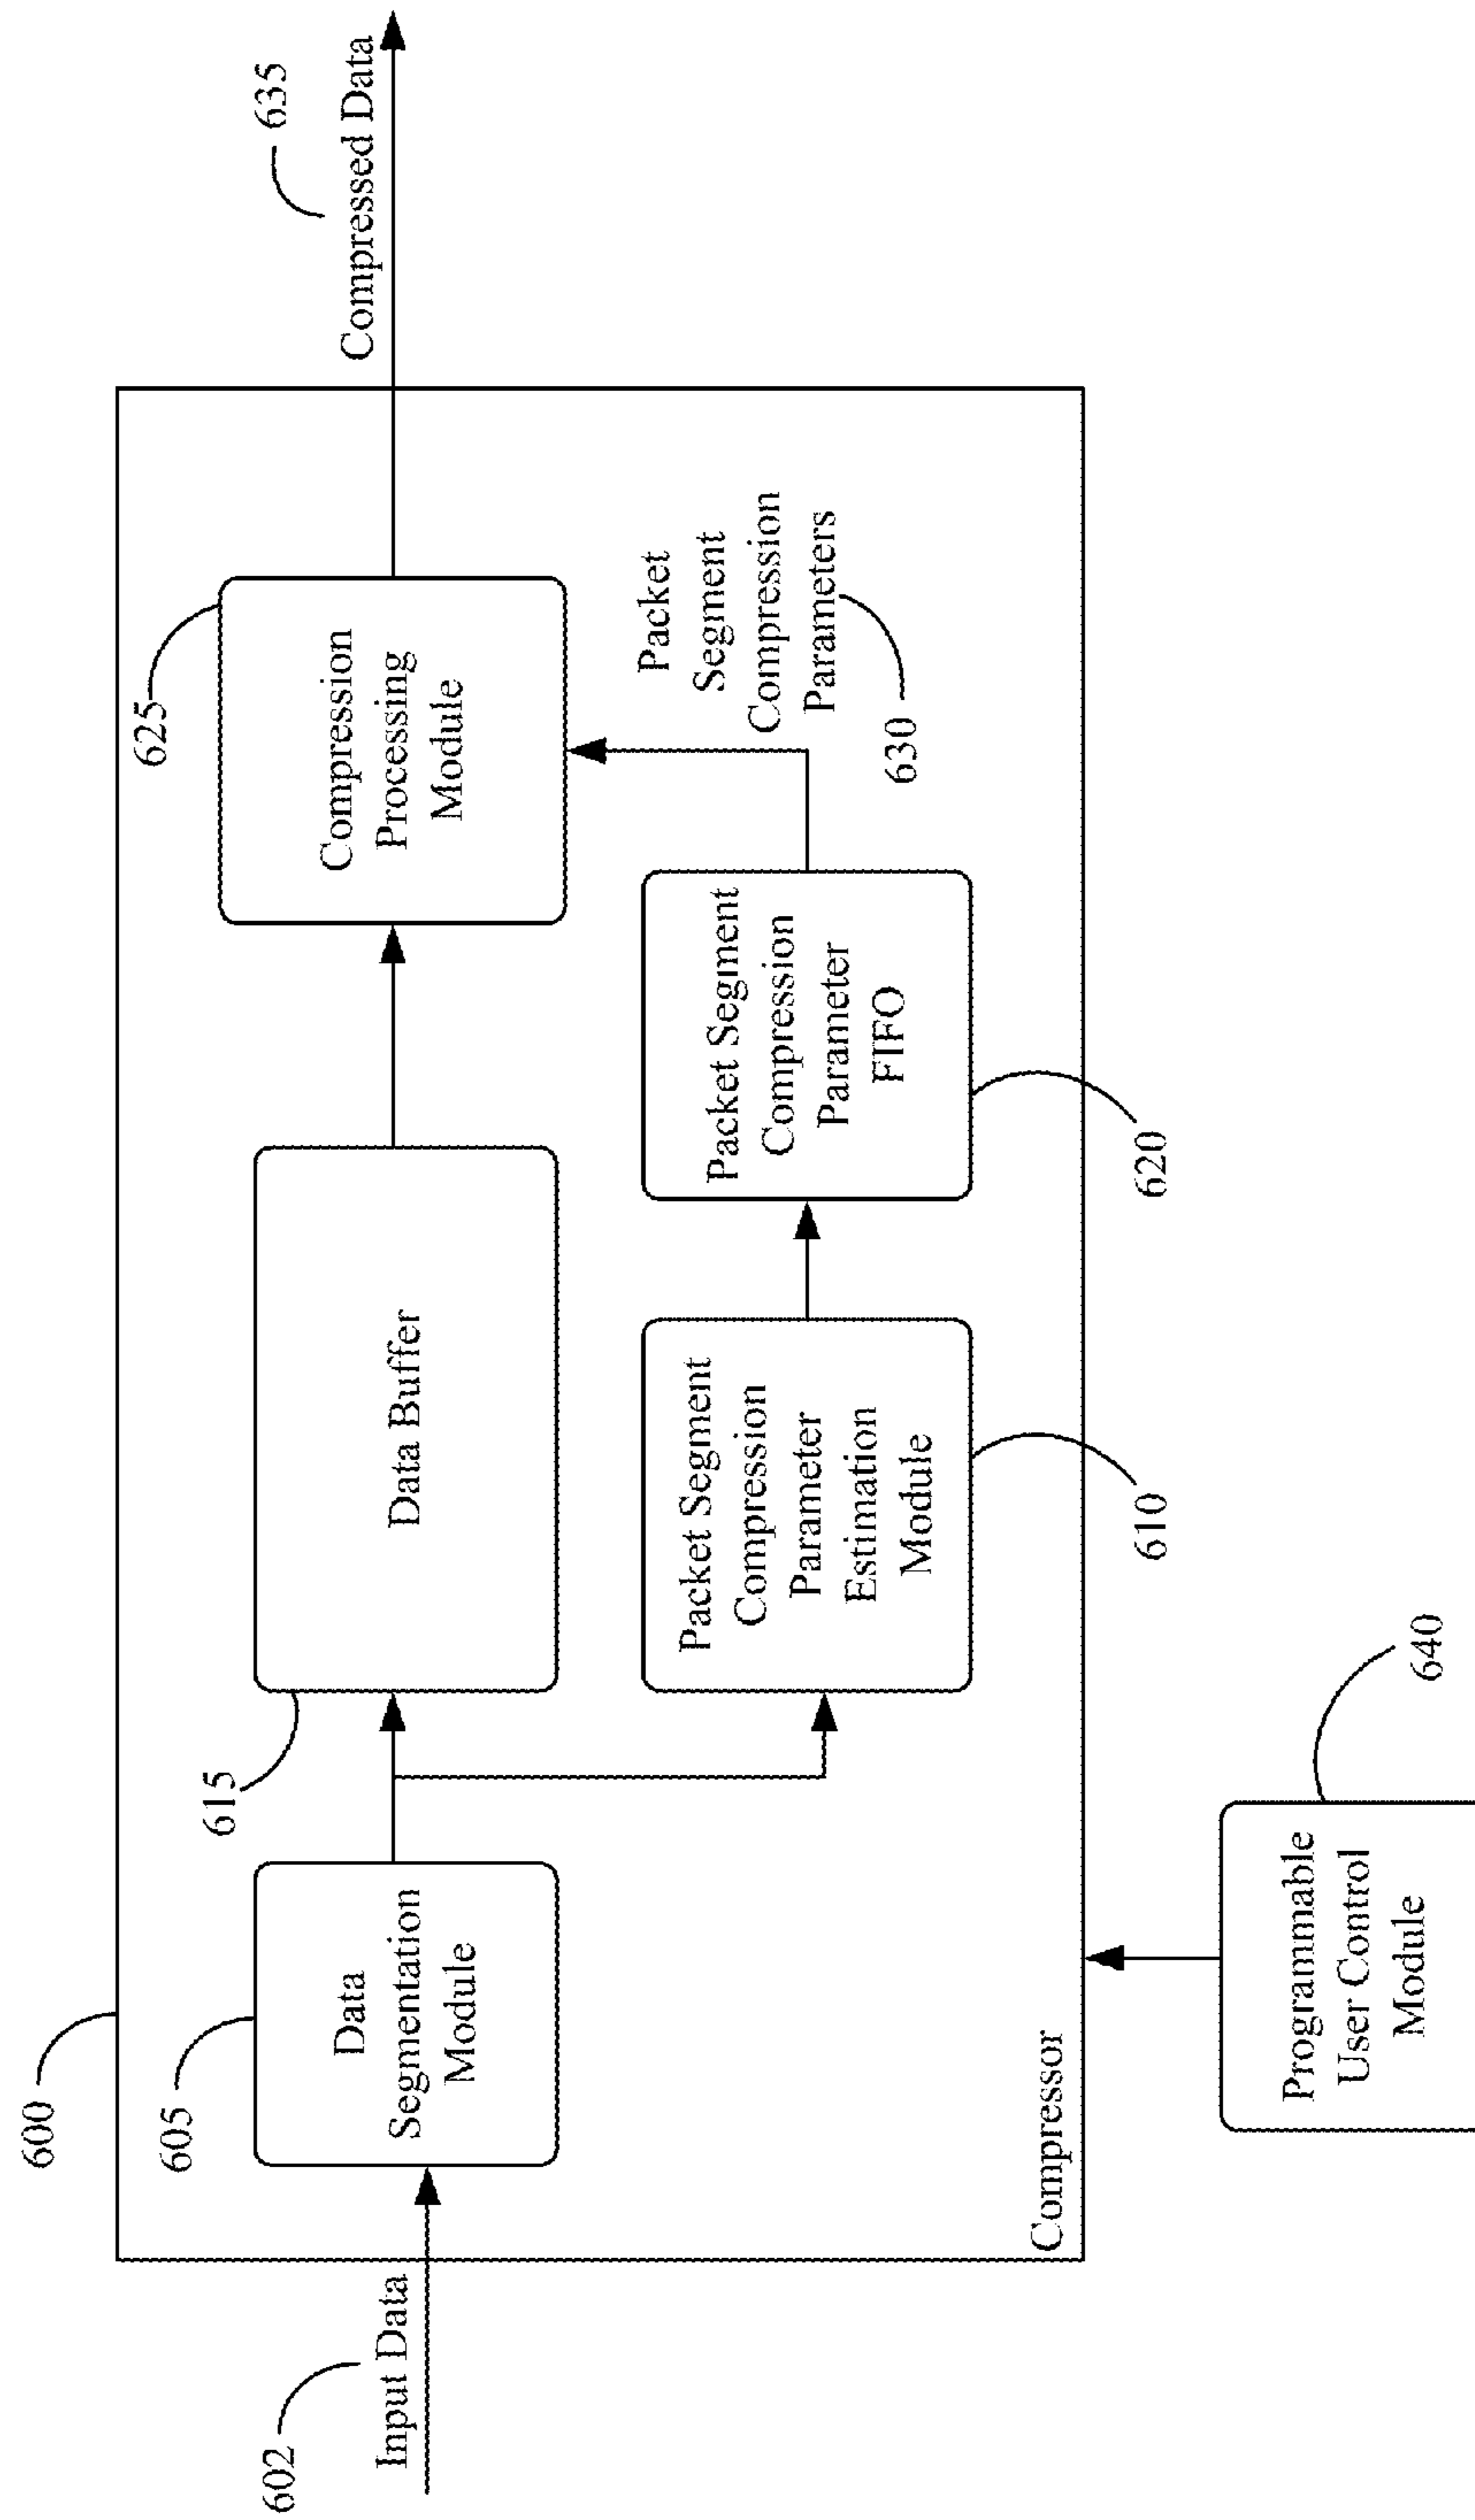 600
602
Input Data
605
Data
Segmentation
Module
615
Data Buffer
625
Compression
Processing
Module
635
Compressed Data
Packet Segment
Compression
Parameter
Estimation
Module
610
Packet Segment
Compression
Parameter
FIFO
620
Packet
Segment
Compression
Parameters
630
Compressor
Programmable
User Control
Module
640